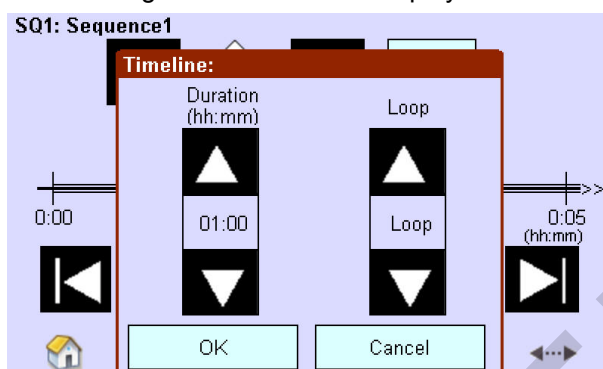 SQ1: Sequence1
Timeline:
Duration
(hh:mm)
Loop
01:00
Loop
0:00
0:05
(hh:mm)
OK
Cancel